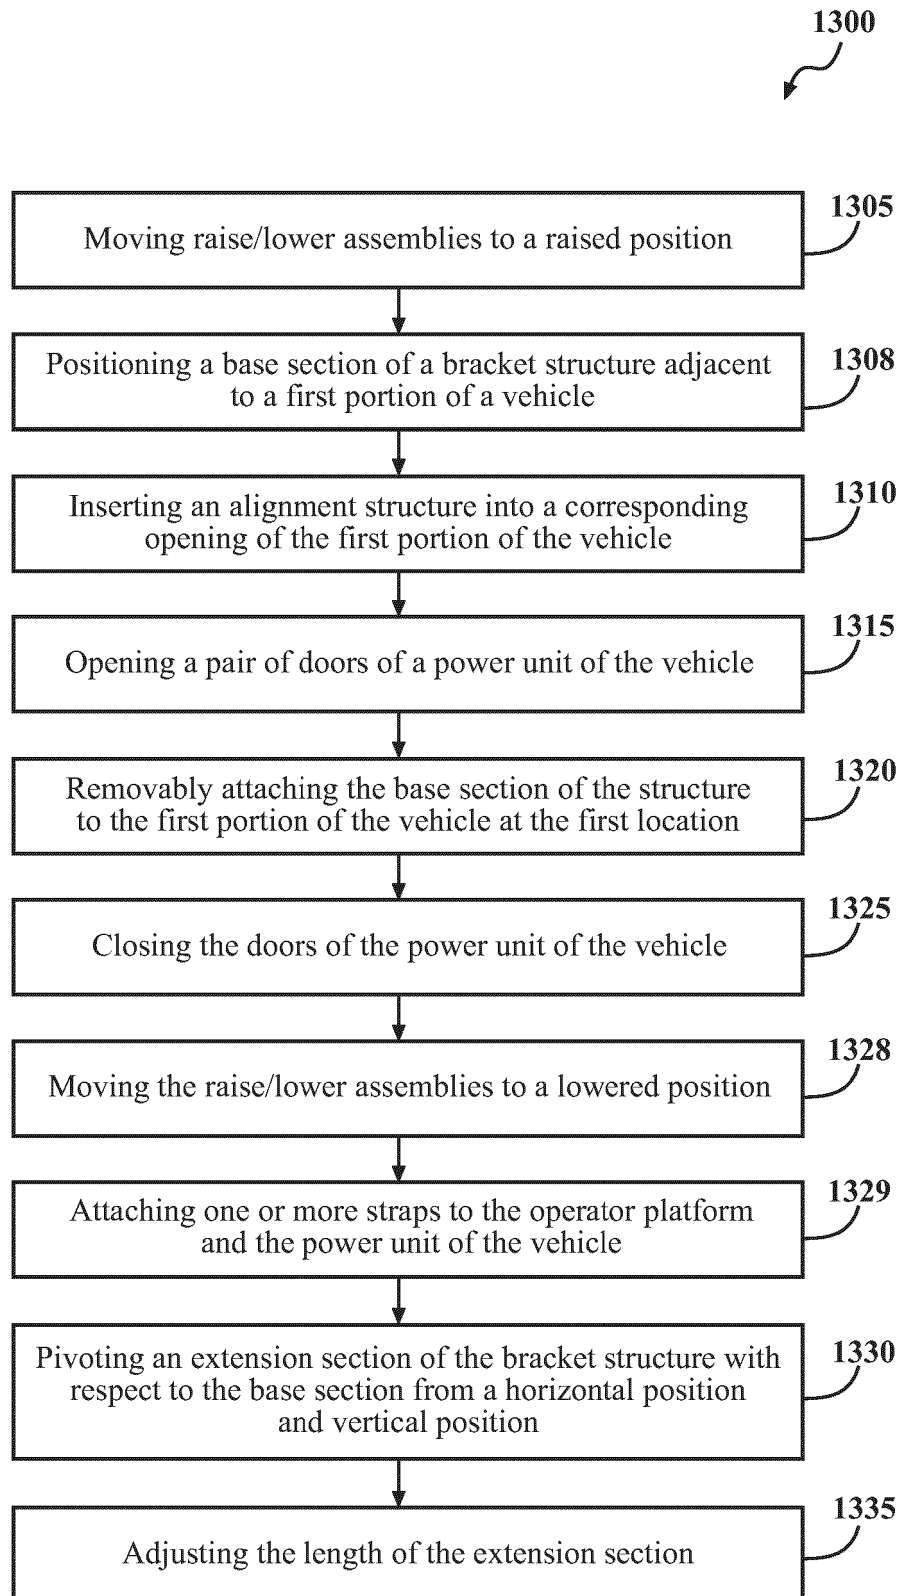 1300
Moving raise/lower assemblies to a raised position
1305
Positioning a base section of a bracket structure adjacent
to a first portion of a vehicle
1308
Inserting an alignment structure into a corresponding
opening of the first portion of the vehicle
1310
Opening a pair of doors of a power unit of the vehicle
1315
Removably attaching the base section of the structure
to the first portion of the vehicle at the first location
1320
Closing the doors of the power unit of the vehicle
1325
Moving the raise/lower assemblies to a lowered position
1328
Attaching one or more straps to the operator platform
and the power unit of the vehicle
1329
Pivoting an extension section of the bracket structure with
respect to the base section from a horizontal position
and vertical position
1330
Adjusting the length of the extension section
1335